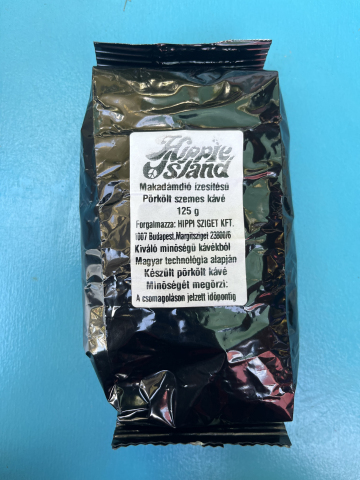 Hippie
Island
Makadámdió ízesítésű
Pörkölt szemes kávé
125 g
Forgalmazza: HIPPI SZIGET KFT.
1007 Budapest, Margitsziget 23800/6
Kiváló minőségű kávékból
Magyar technológia alapján
Készült pörkölt kávé
Minőségét megőrzi:
A csomagoláson jelzett időpontig